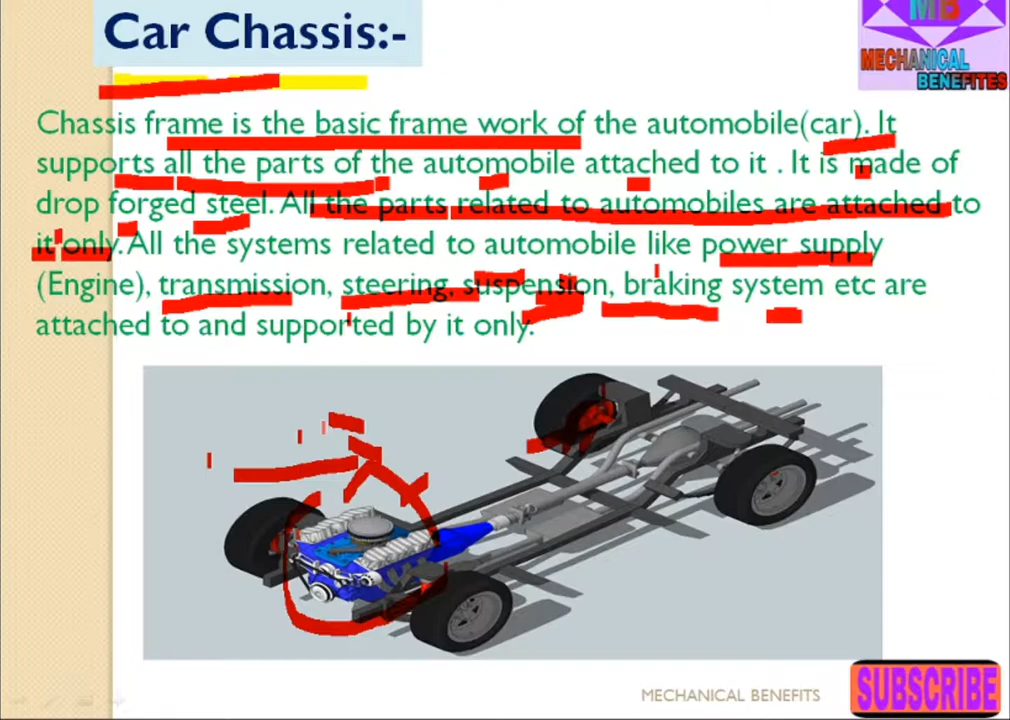 Car Chassis:-
MB
MECHANICAL
BENEFITES
Chassis frame is the basic frame work of the automobile(car). It
supports all the parts of the automobile attached to it . It is made of
drop forged steel. All the parts related to automobiles are attached to
it only. All the systems related to automobile like power supply
(Engine), transmission, steering, suspension, braking system etc are
attached to and supported by it only.
MECHANICAL BENEFITS
SUBSCRIBE